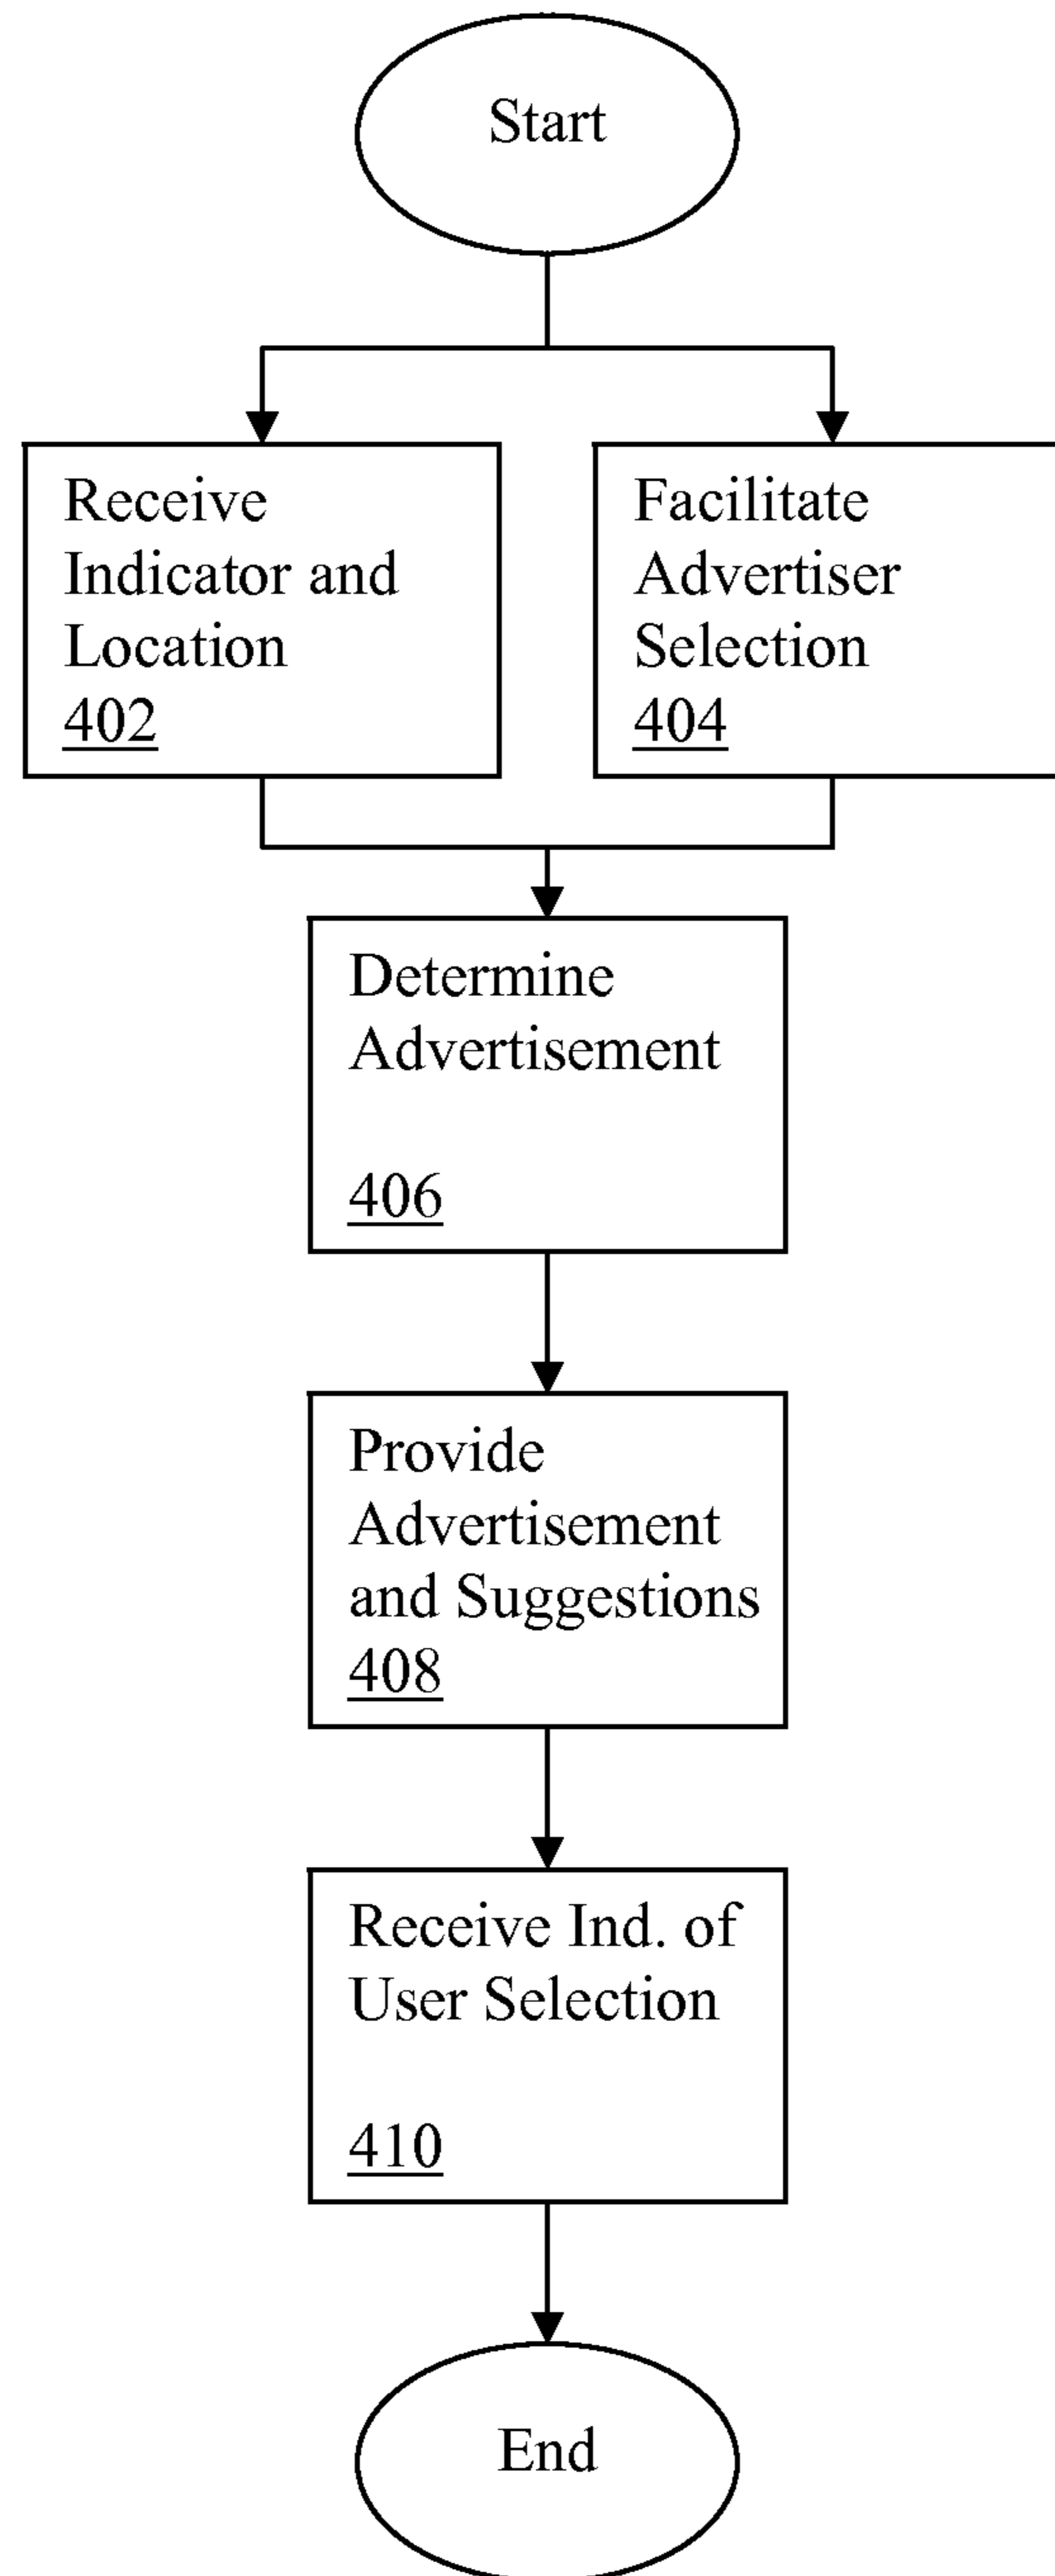 Start
Receive
Indicator and
Location
402
Facilitate
Advertiser
Selection
404
Determine
Advertisement
406
Provide
Advertisement
and Suggestions
408
Receive Ind. of
User Selection
410
End